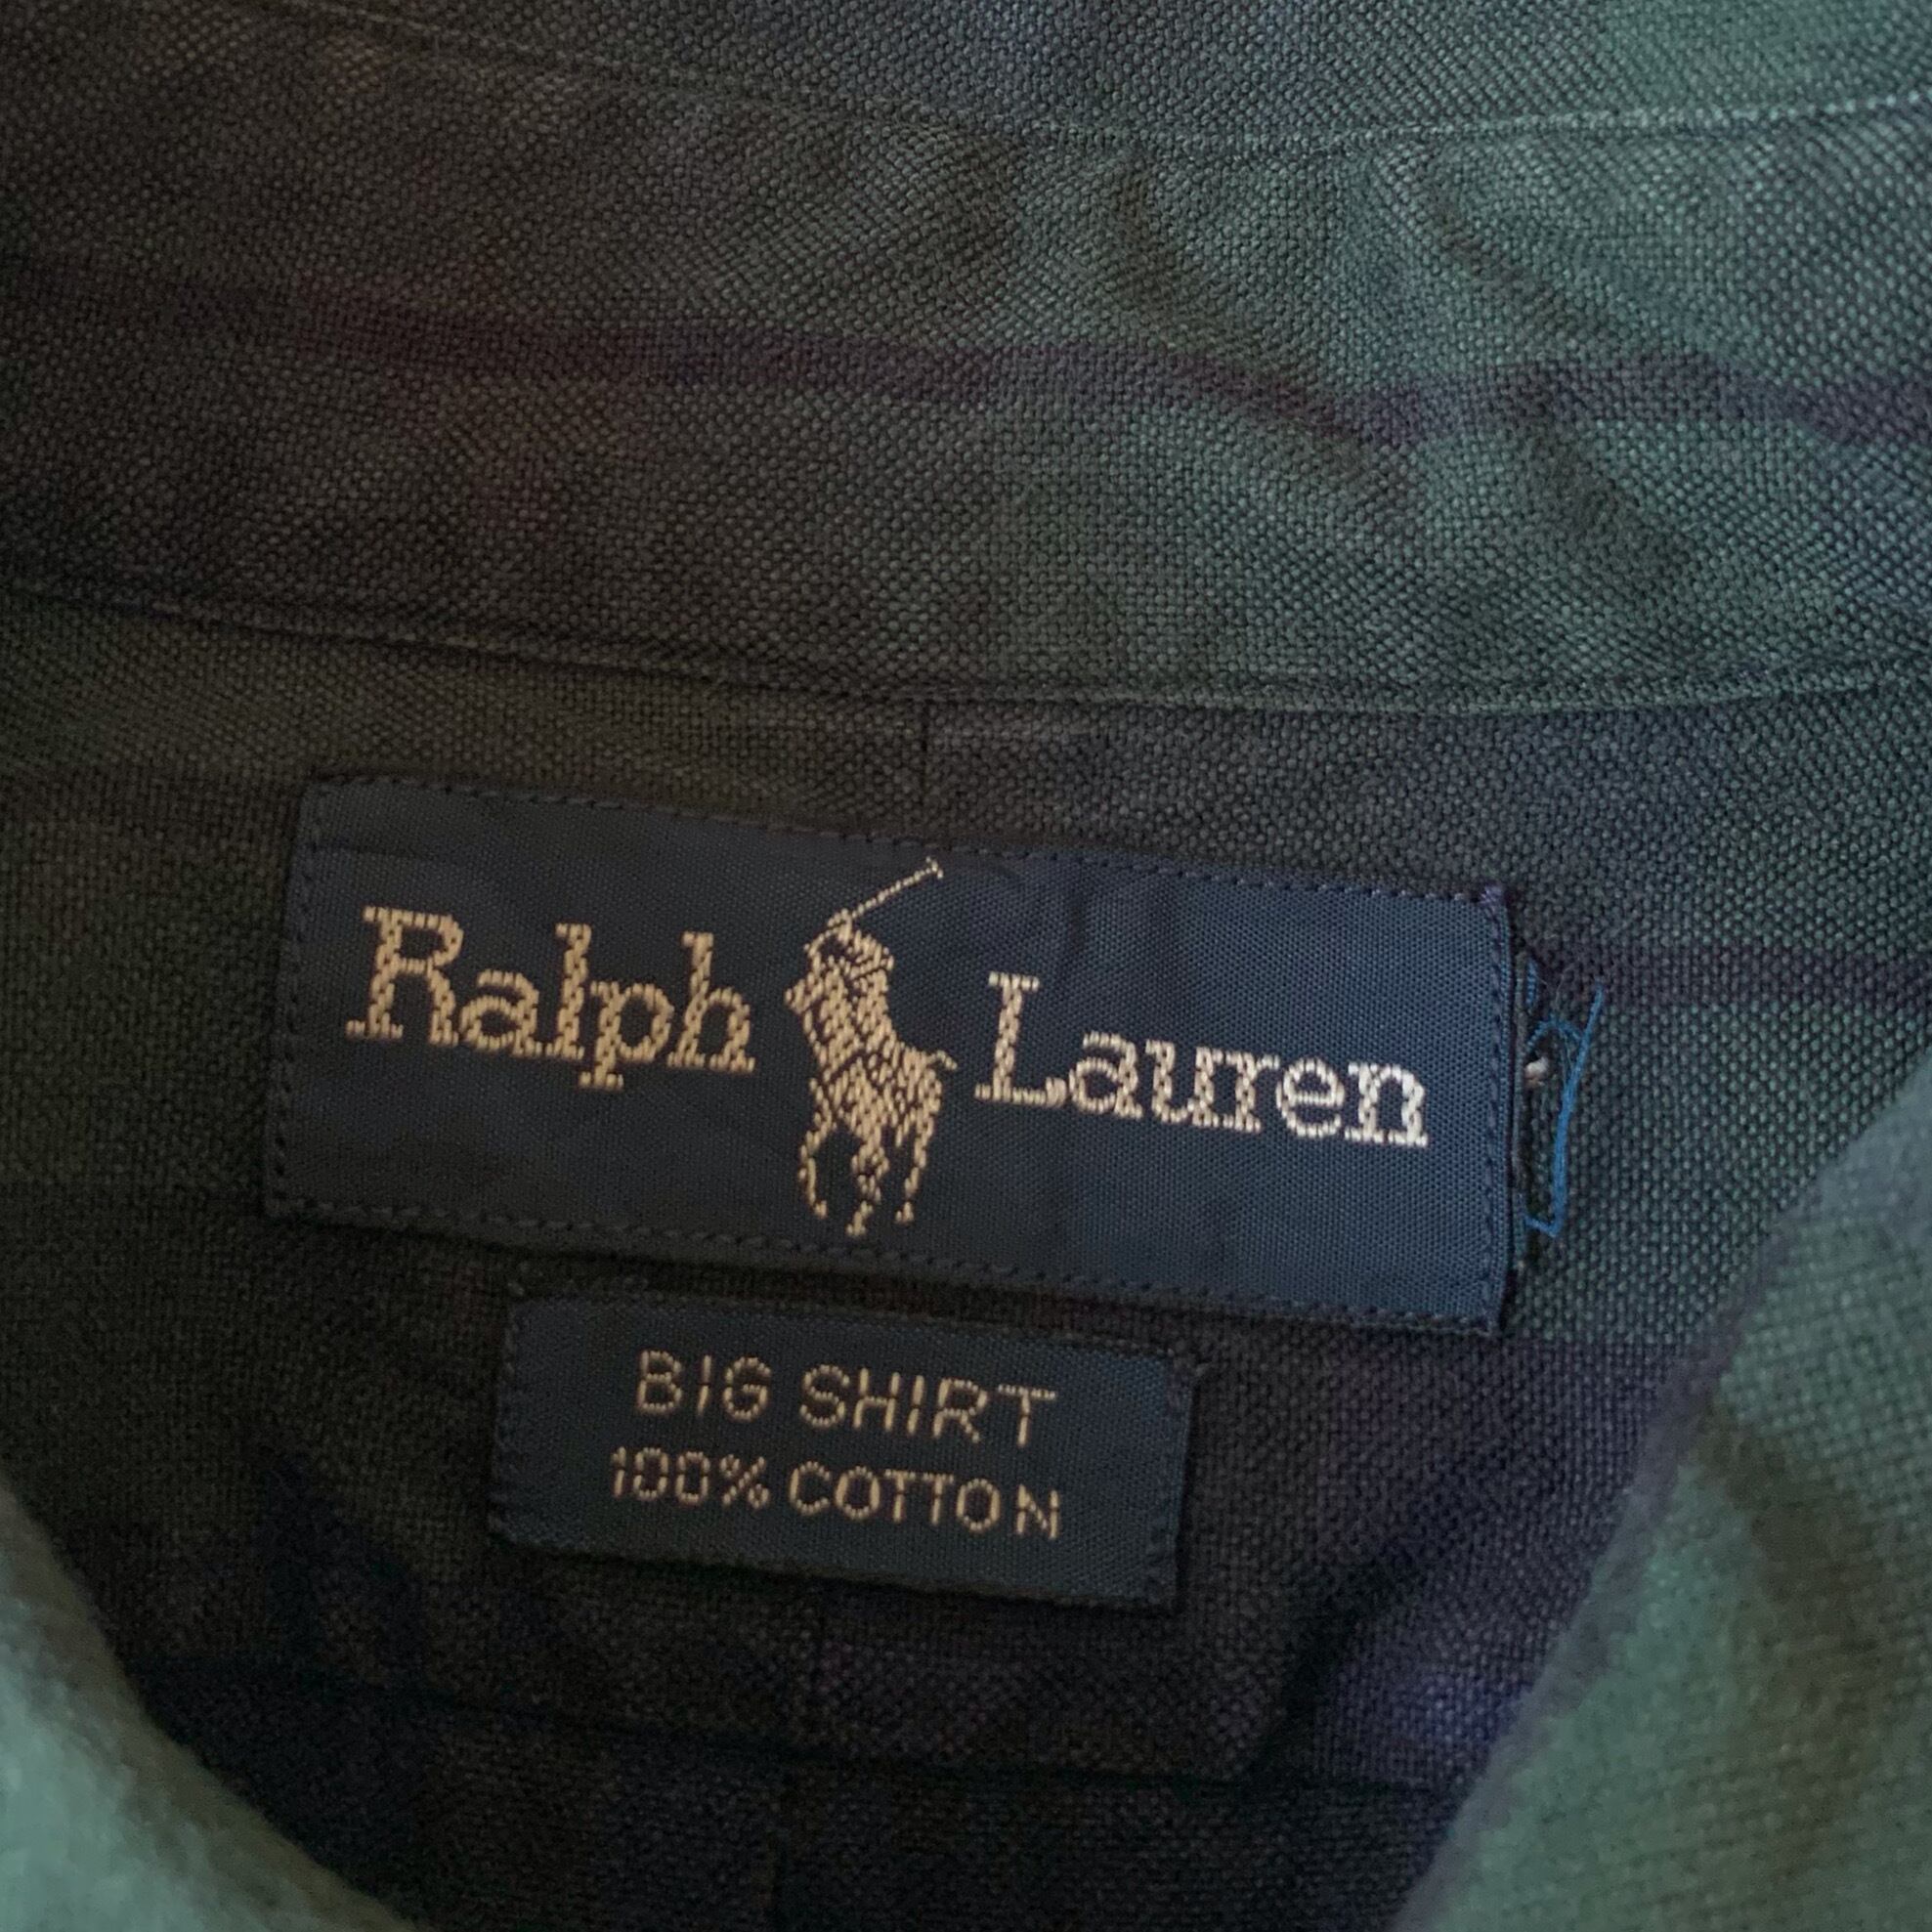 Ralph Lauren
BIG SHIRT
100% COTTON